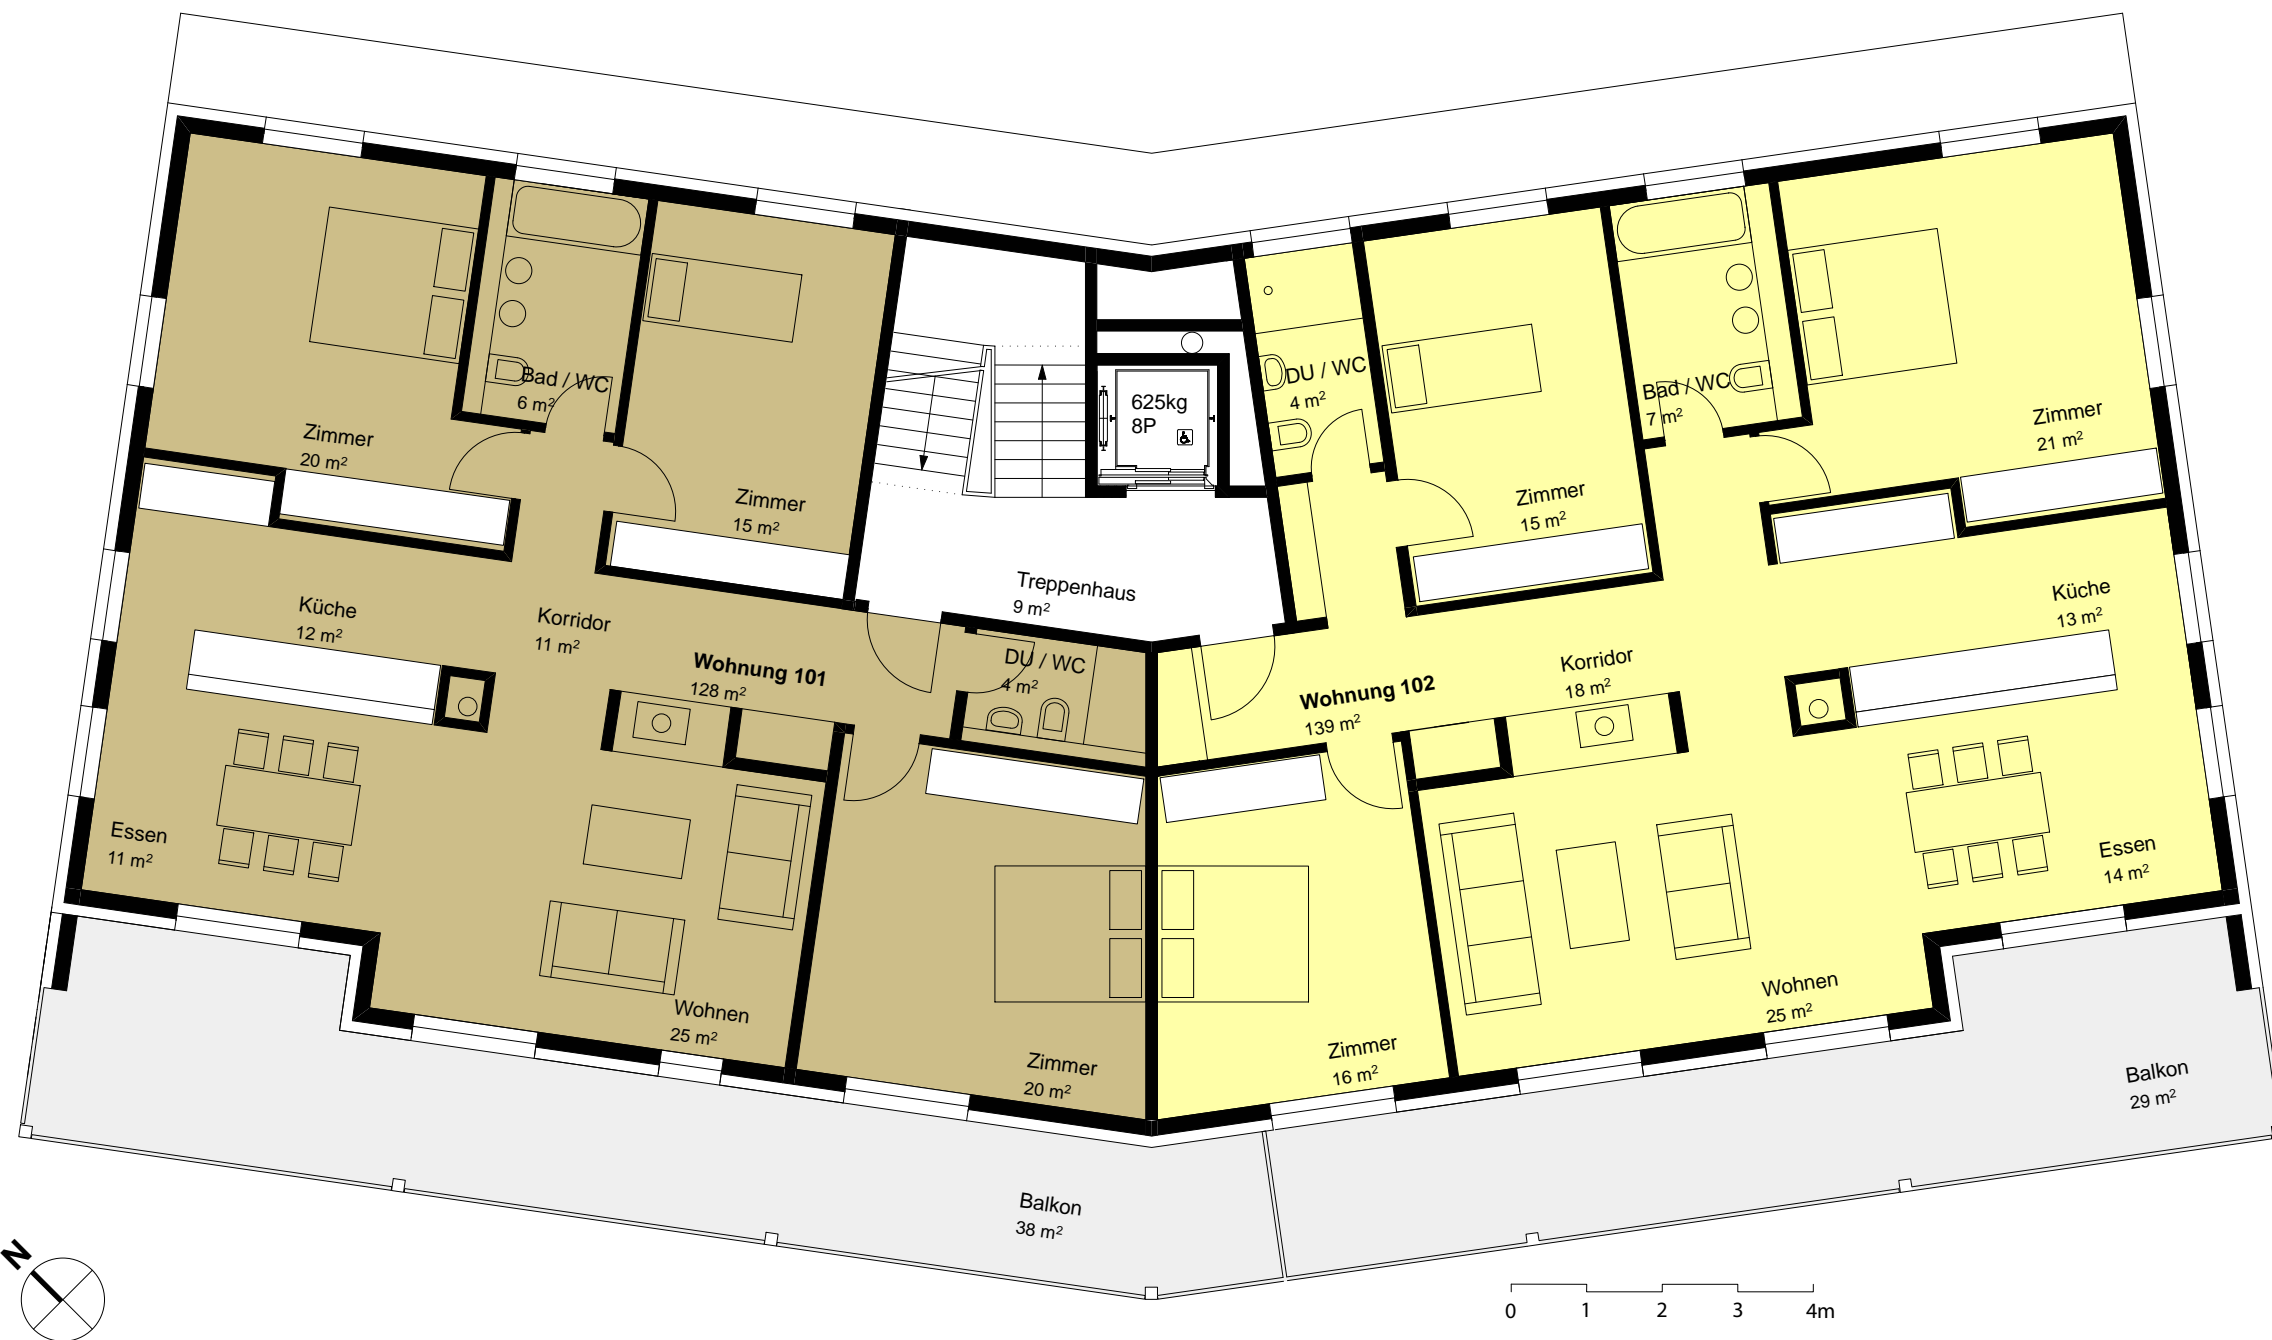 Bad / WC
6 m²
Zimmer
20 m²
Zimmer
15 m²
625kg
8P
DU / WC
4 m²
Bad / WC
7 m²
Zimmer
21 m²
Zimmer
15 m²
Küche
12 m²
Korridor
11 m²
Treppenhaus
9 m²
Wohnung 101
128 m²
DU / WC
4 m²
Wohnung 102
139 m²
Korridor
18 m²
Küche
13 m²
Essen
11 m²
Essen
14 m²
Wohnen
25 m²
Zimmer
20 m²
Zimmer
16 m²
Wohnen
25 m²
Balkon
29 m²
Balkon
38 m²
N
0 1 2 3 4m